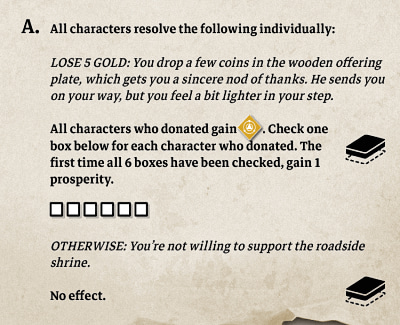 A. All characters resolve the following individually:
LOSE 5 GOLD: You drop a few coins in the wooden offering
plate, which gets you a sincere nod of thanks. He sends you
on your way, but you feel a bit lighter in your step.
All characters who donated gain . Check one
box below for each character who donated. The
first time all 6 boxes have been checked, gain 1
prosperity.
OTHERWISE: You're not willing to support the roadside
shrine.
No effect.